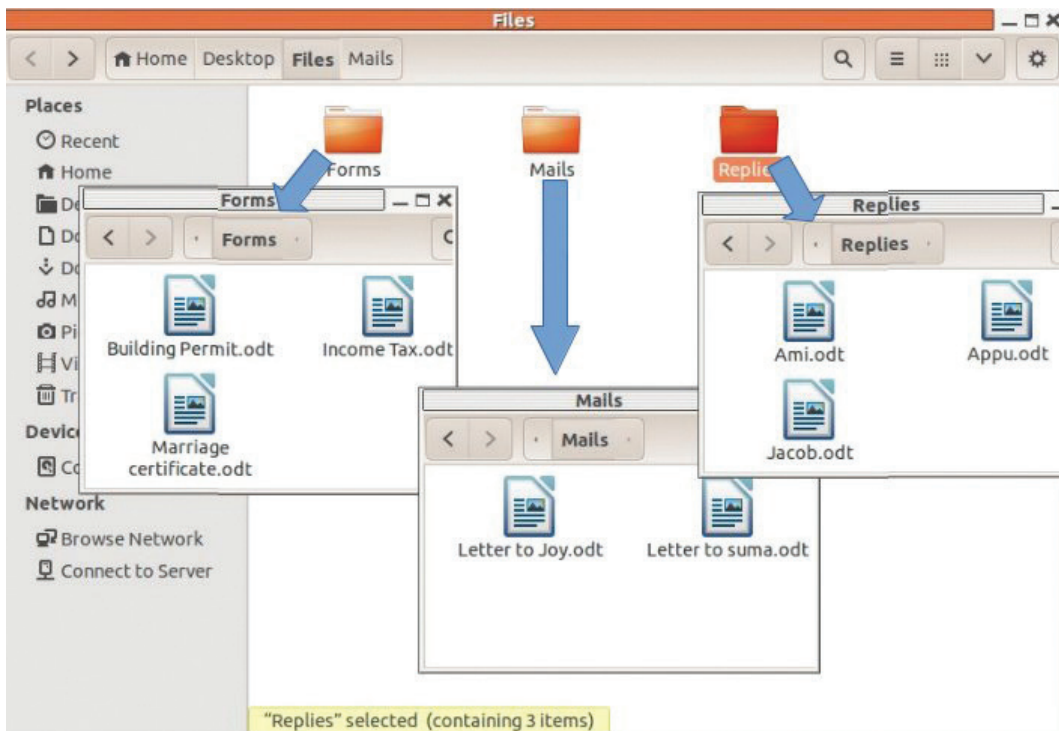 Files
Home Desktop Files Mails
Places
Recent
Home
Forms
Mails
Replie
Forms
Forms
Building Permit.odt
Income Tax.odt
Marriage
certificate.odt
Mails
Mails
Letter to Joy.odt
Letter to suma.odt
Replies
Replies
Ami.odt
Appu.odt
Jacob.odt
Network
Browse Network
Connect to Server
"Replies" selected (containing 3 items)